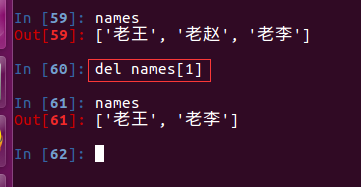 In [59]: names
Out[59]: ['老王', '老赵', '老李']
In [60]: del names[1]
In [61]: names
Out[61]: ['老王', '老李']
In [62]: